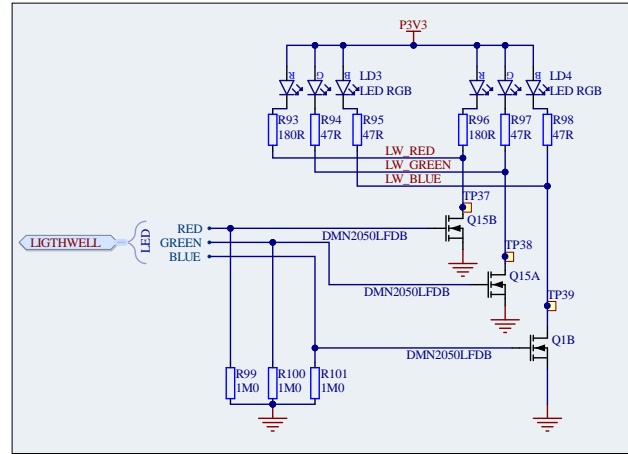 P3V3
R
G
B
LD3
LED RGB
R
G
B
LD4
LED RGB
R93
180R
R94
47R
R95
47R
R96
180R
R97
47R
R98
47R
LW_RED
LW_GREEN
LW_BLUE
TP37
Q15B
DMN2050LFDB
TP38
Q15A
DMN2050LFDB
TP39
Q1B
DMN2050LFDB
LIGTHWELL
LED
RED
GREEN
BLUE
R99
1M0
R100
1M0
R101
1M0